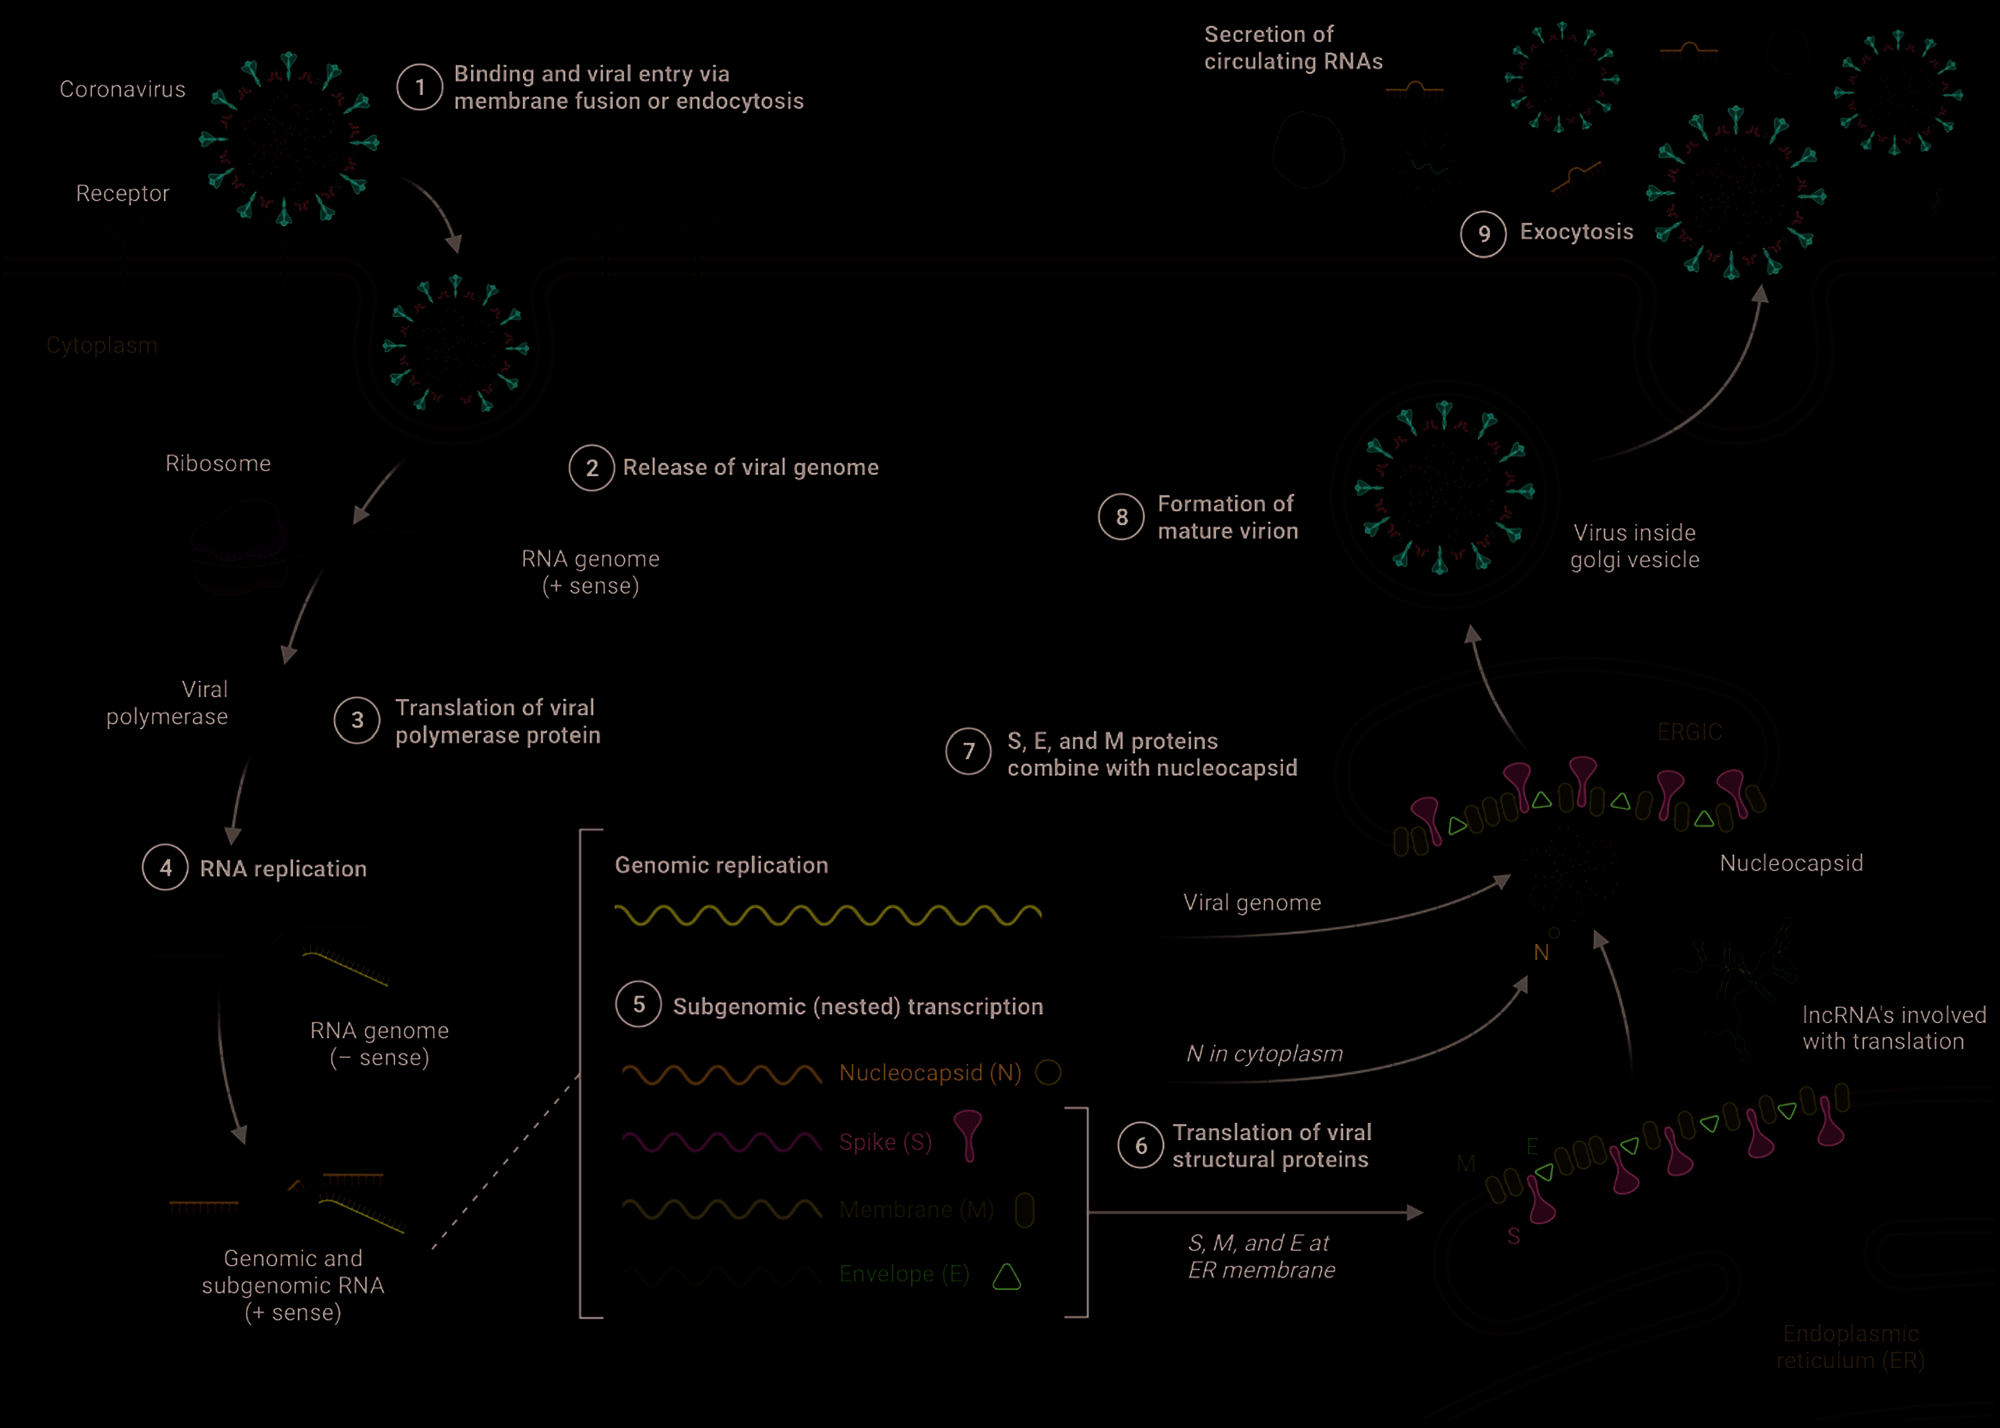 Coronavirus
Receptor
1
Binding and viral entry via
membrane fusion or endocytosis
Cytoplasm
Ribosome
2
Release of viral genome
RNA genome
(+ sense)
Viral
polymerase
3
Translation of viral
polymerase protein
4
RNA replication
RNA genome
(– sense)
Genomic and
subgenomic RNA
(+ sense)
Genomic replication
5
Subgenomic (nested) transcription
Nucleocapsid (N)
Spike (S)
Membrane (M)
Envelope (E)
Viral genome
N in cytoplasm
6
Translation of viral
structural proteins
S, M, and E at
ER membrane
M
E
S
Endoplasmic
reticulum (ER)
lncRNA's involved
with translation
N
Nucleocapsid
ERGIC
7
S, E, and M proteins
combine with nucleocapsid
8
Formation of
mature virion
Virus inside
golgi vesicle
9
Exocytosis
Secretion of
circulating RNAs